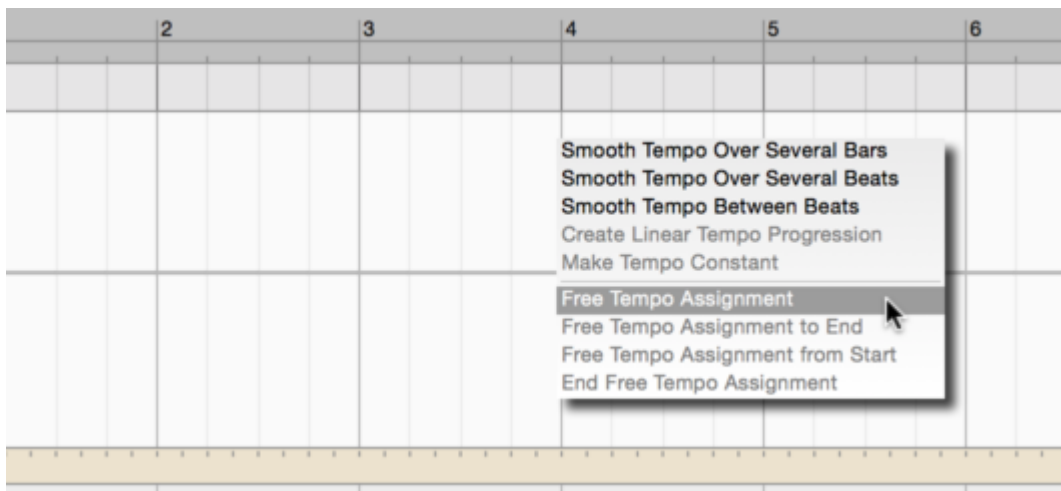 2 3 4 5 6
Smooth Tempo Over Several Bars
Smooth Tempo Over Several Beats
Smooth Tempo Between Beats
Create Linear Tempo Progression
Make Tempo Constant
Free Tempo Assignment
Free Tempo Assignment to End
Free Tempo Assignment from Start
End Free Tempo Assignment